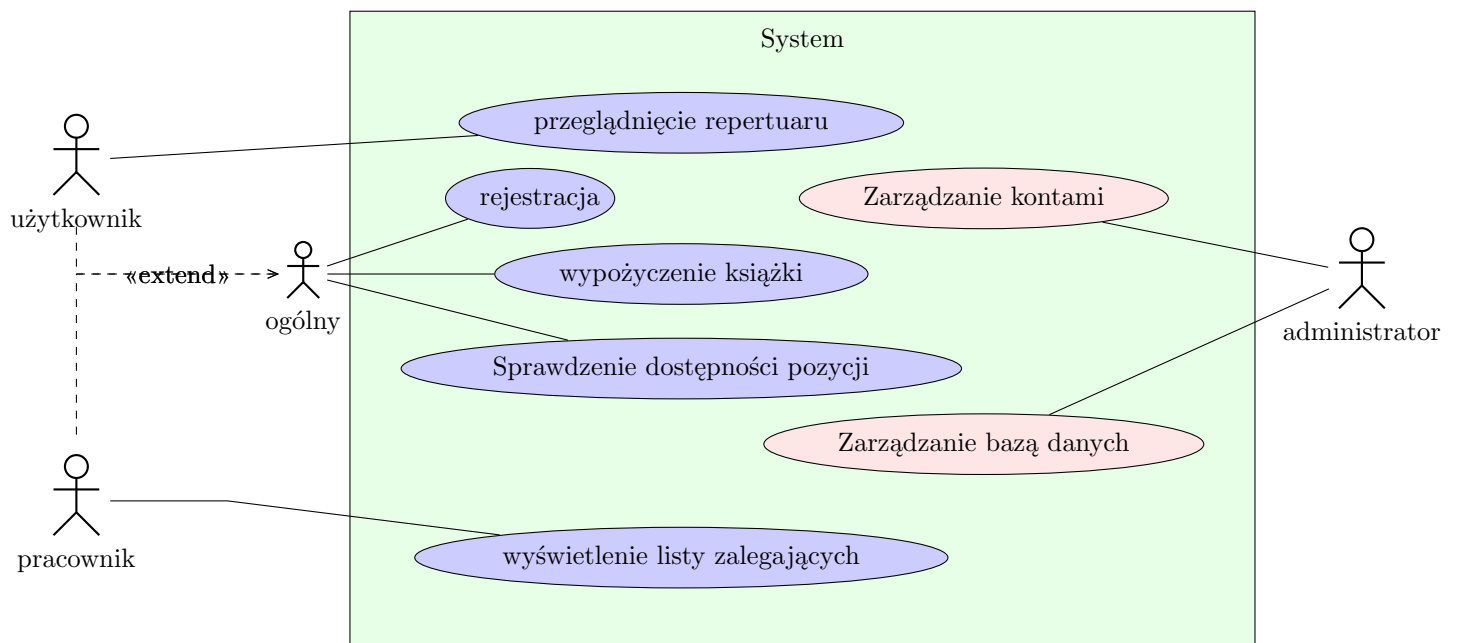 System
przeglądnięcie repertuaru
użytkownik
rejestracja
Zarządzanie kontami
«extend»
wypożyczenie książki
ogólny
administrator
Sprawdzenie dostępności pozycji
Zarządzanie bazą danych
pracownik
wyświetlenie listy zalegających